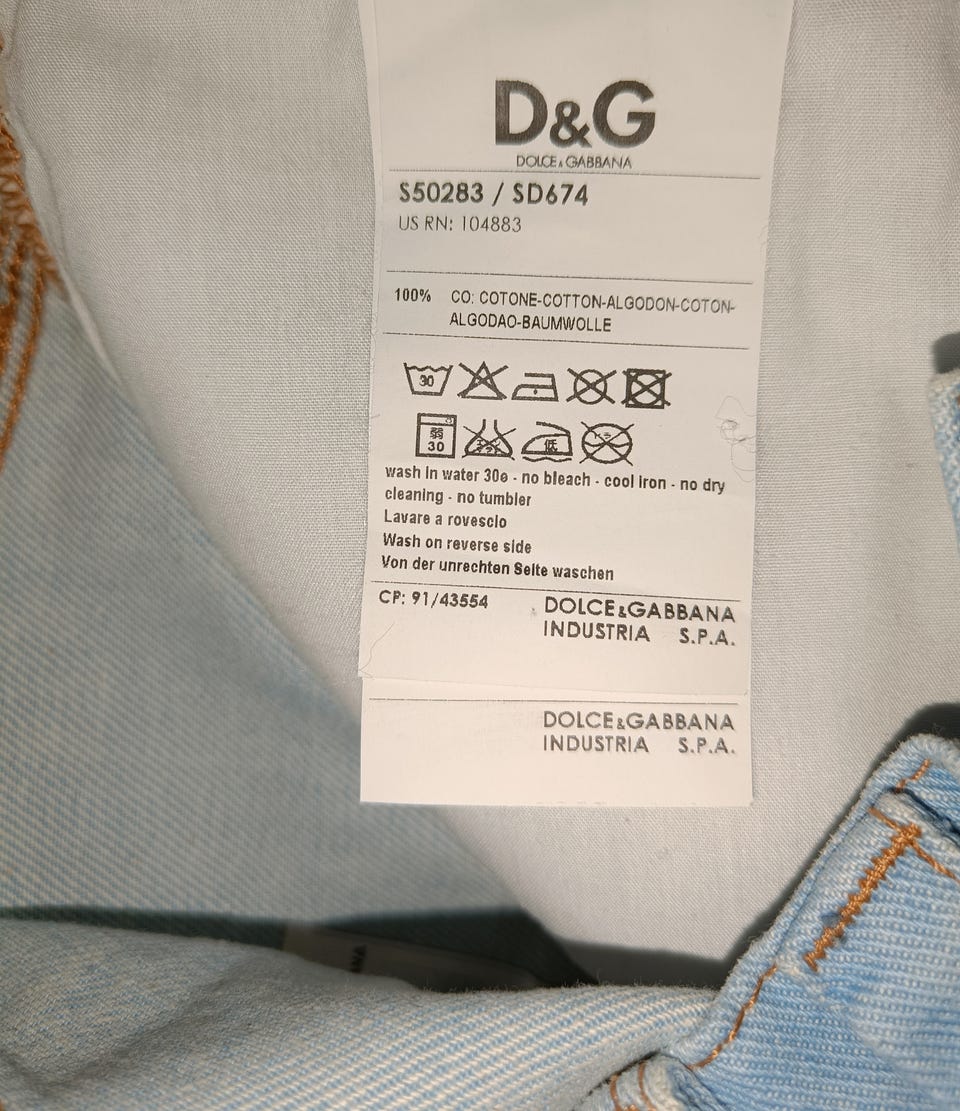 D&G
DOLCE & GABBANA
S50283 / SD674
US RN: 104883
100% CO: COTONE-COTTON-ALGODON-COTON-
ALGODAO-BAUMWOLLE
30
弱
30
低
wash in water 30e - no bleach - cool iron - no dry
cleaning - no tumbler
Lavare a rovescio
Wash on reverse side
Von der unrechten Seite waschen
CP: 91/43554 DOLCE&GABBANA
INDUSTRIA S.P.A.
DOLCE&GABBANA
INDUSTRIA S.P.A.